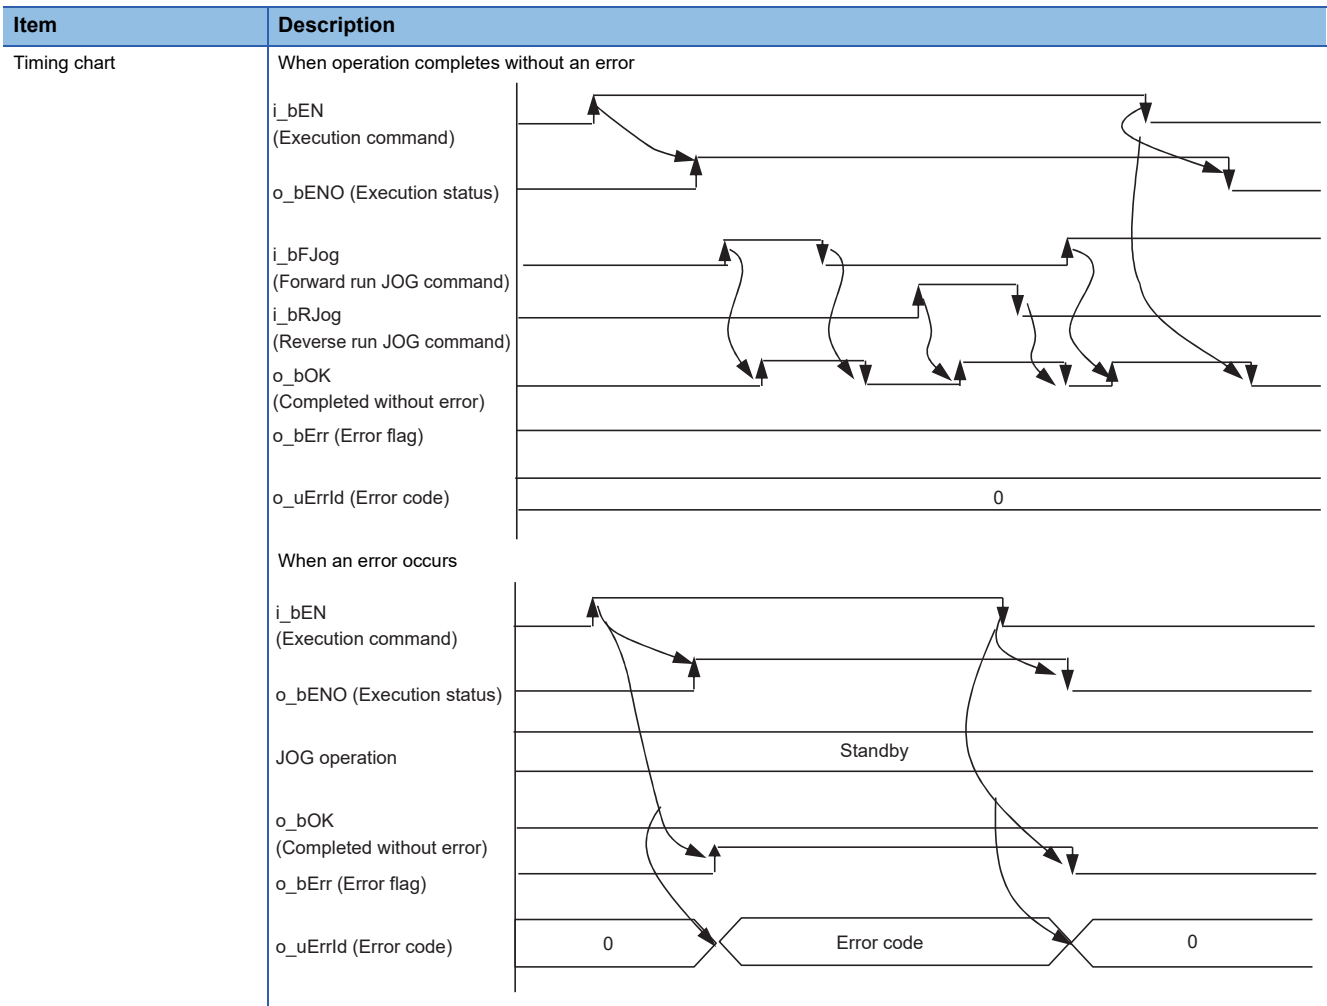 Item
Description
Timing chart
When operation completes without an error
i_bEN
(Execution command)
o_bENO (Execution status)
i_bFJog
(Forward run JOG command)
i_bRJog
(Reverse run JOG command)
o_bOK
(Completed without error)
o_bErr (Error flag)
o_uErrId (Error code)
0
When an error occurs
i_bEN
(Execution command)
o_bENO (Execution status)
JOG operation
Standby
o_bOK
(Completed without error)
o_bErr (Error flag)
o_uErrId (Error code)
0
Error code
0